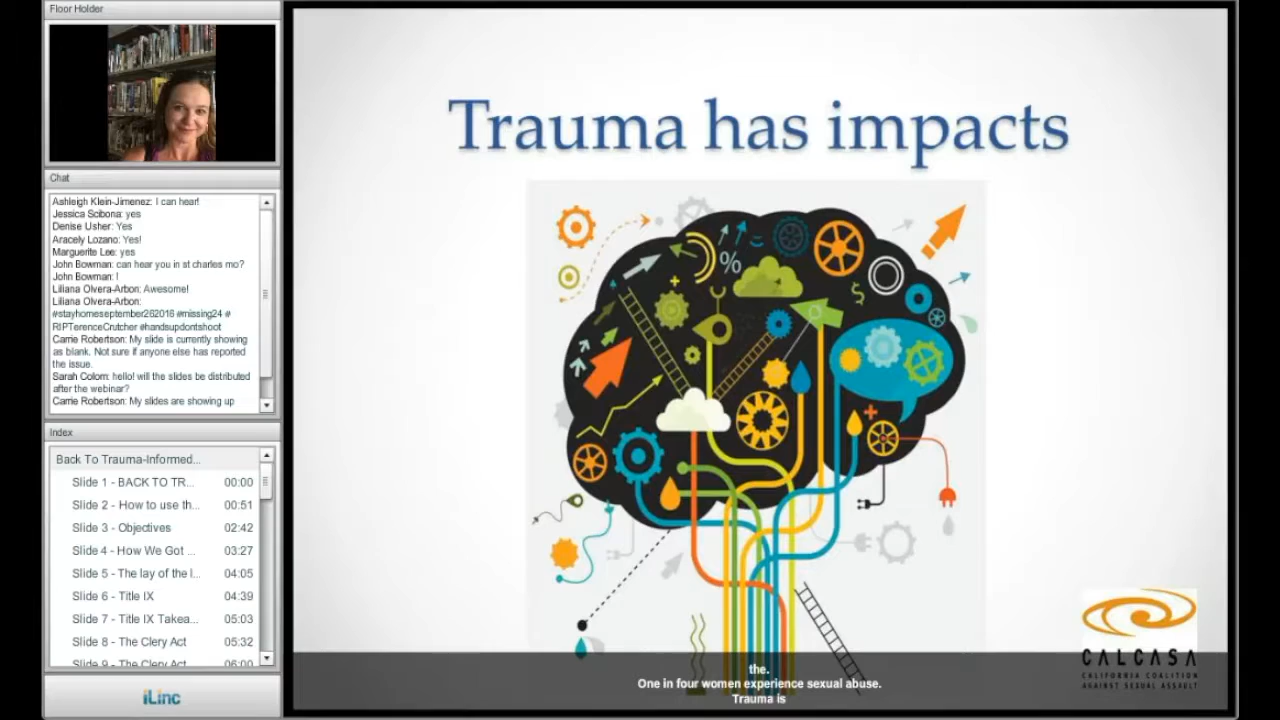 Floor Holder
Chat
Ashleigh Klein-Jimenez: I can hear!
Jessica Scibona: yes
Denise Usher: Yes
Aracely Lozano: Yes!
Marguerite Lee: yes
John Bowman: can hear you in st charles mo?
John Bowman: !
Liliana Olvera-Arbon: Awesome!
Liliana Olvera-Arbon:
#stayhomeseptember262016 #missing24 #
RIPTerenceCrutcher #handsupdontshoot
Carrie Robertson: My slide is currently showing
as blank. Not sure if anyone else has reported
the issue.
Sarah Colom: hello! will the slides be distributed
after the webinar?
Carrie Robertson: My slides are showing up
Index
Back To Trauma-Informed...
Slide 1 - BACK TO TR... 00:00
Slide 2 - How to use th... 00:51
Slide 3 - Objectives 02:42
Slide 4 - How We Got ... 03:27
Slide 5 - The lay of the l... 04:05
Slide 6 - Title IX 04:39
Slide 7 - Title IX Takea... 05:03
Slide 8 - The Clery Act 05:32
Slide 9 - The Clery Act 06:00
iLinc
Trauma has impacts
%
$
CALCASA
CALIFORNIA COALITION
AGAINST SEXUAL ASSAULT
the.
One in four women experience sexual abuse.
Trauma is